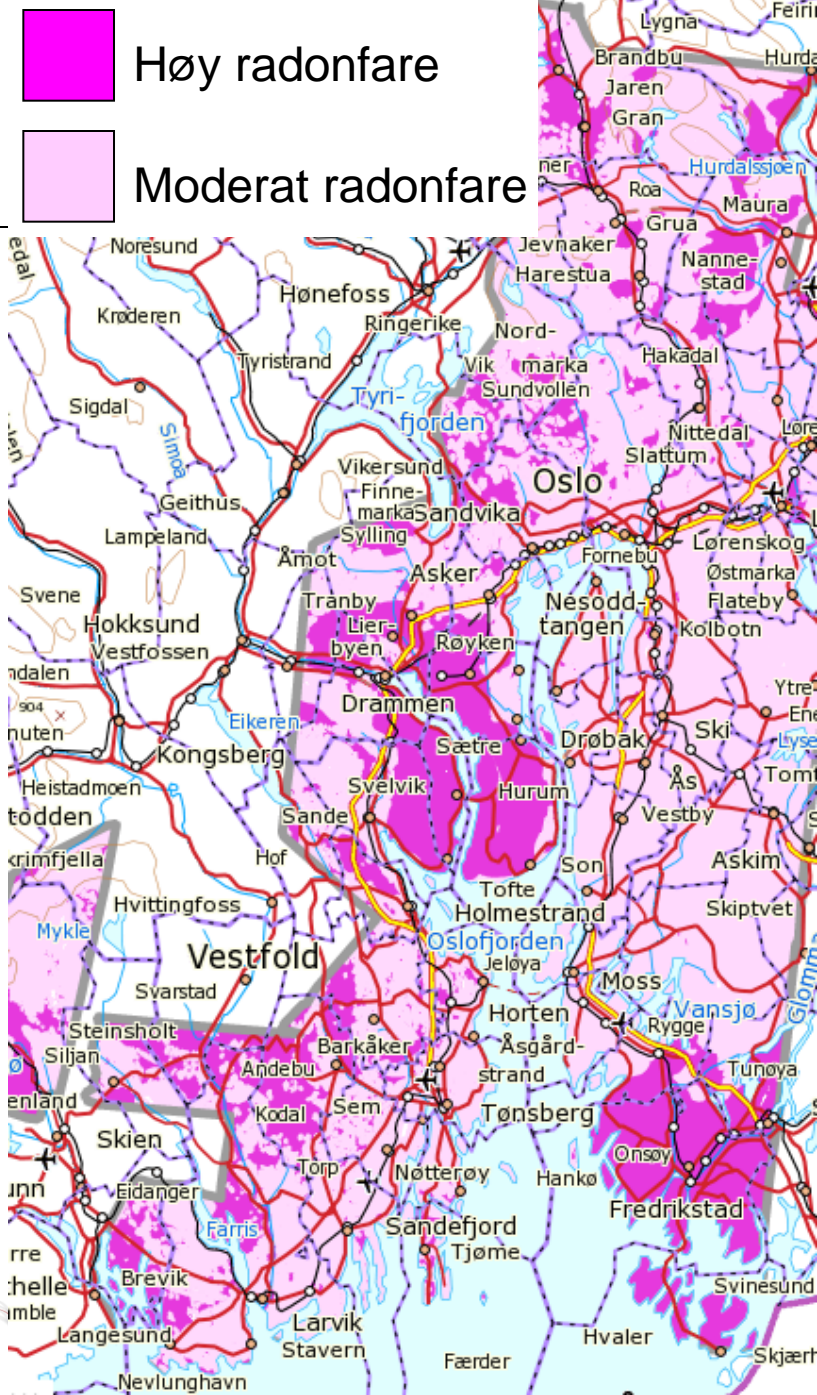 Høy radonfare
Moderat radonfare
Lygna
Brandbu
Jaren
Gran
Hurdalssjøen
Roa
Maura
Grua
Jevnaker
Harestua
Nanne-
stad
Noresund
Hønefoss
Krøderen
Ringerike
Nord-
marka
Hakadal
Tyristrand
Vik
Sundvollen
Tyri-
fjorden
Sigdal
Simoa
Nittedal
Slattum
Vikersund
Oslo
Finne-
marka
Sandvika
Geithus
Sylling
Lampeland
Fornebu
Lørenskog
Åmot
Asker
Østmarka
Svene
Tranby
Nesodd-
tangen
Flateby
Hokksund
Lier-
byen
Røyken
Kolbotn
Vestfossen
904
Drammen
Ytre-
Eikeren
Sætre
Drøbak
Ski
Kongsberg
Heistadmoen
Svelvik
Hurum
Ås
Sande
Vestby
Hof
Son
Askim
Hvittingfoss
Tofte
Holmestrand
Skiptvet
Mykle
Vestfold
Oslofjorden
Jeløya
Glomma
Svarstad
Moss
Vansjø
Horten
Steinsholt
Rygge
Siljan
Barkåker
Åsgård-
strand
Andebu
Tunøya
Kodal
Sem
Tønsberg
Skien
Torp
Nøtterøy
Hankø
Onsøy
Eidanger
Fredrikstad
Farris
Sandefjord
Tjøme
Brevik
Svinesund
Langesund
Larvik
Stavern
Hvaler
Færder
Nevlunghavn